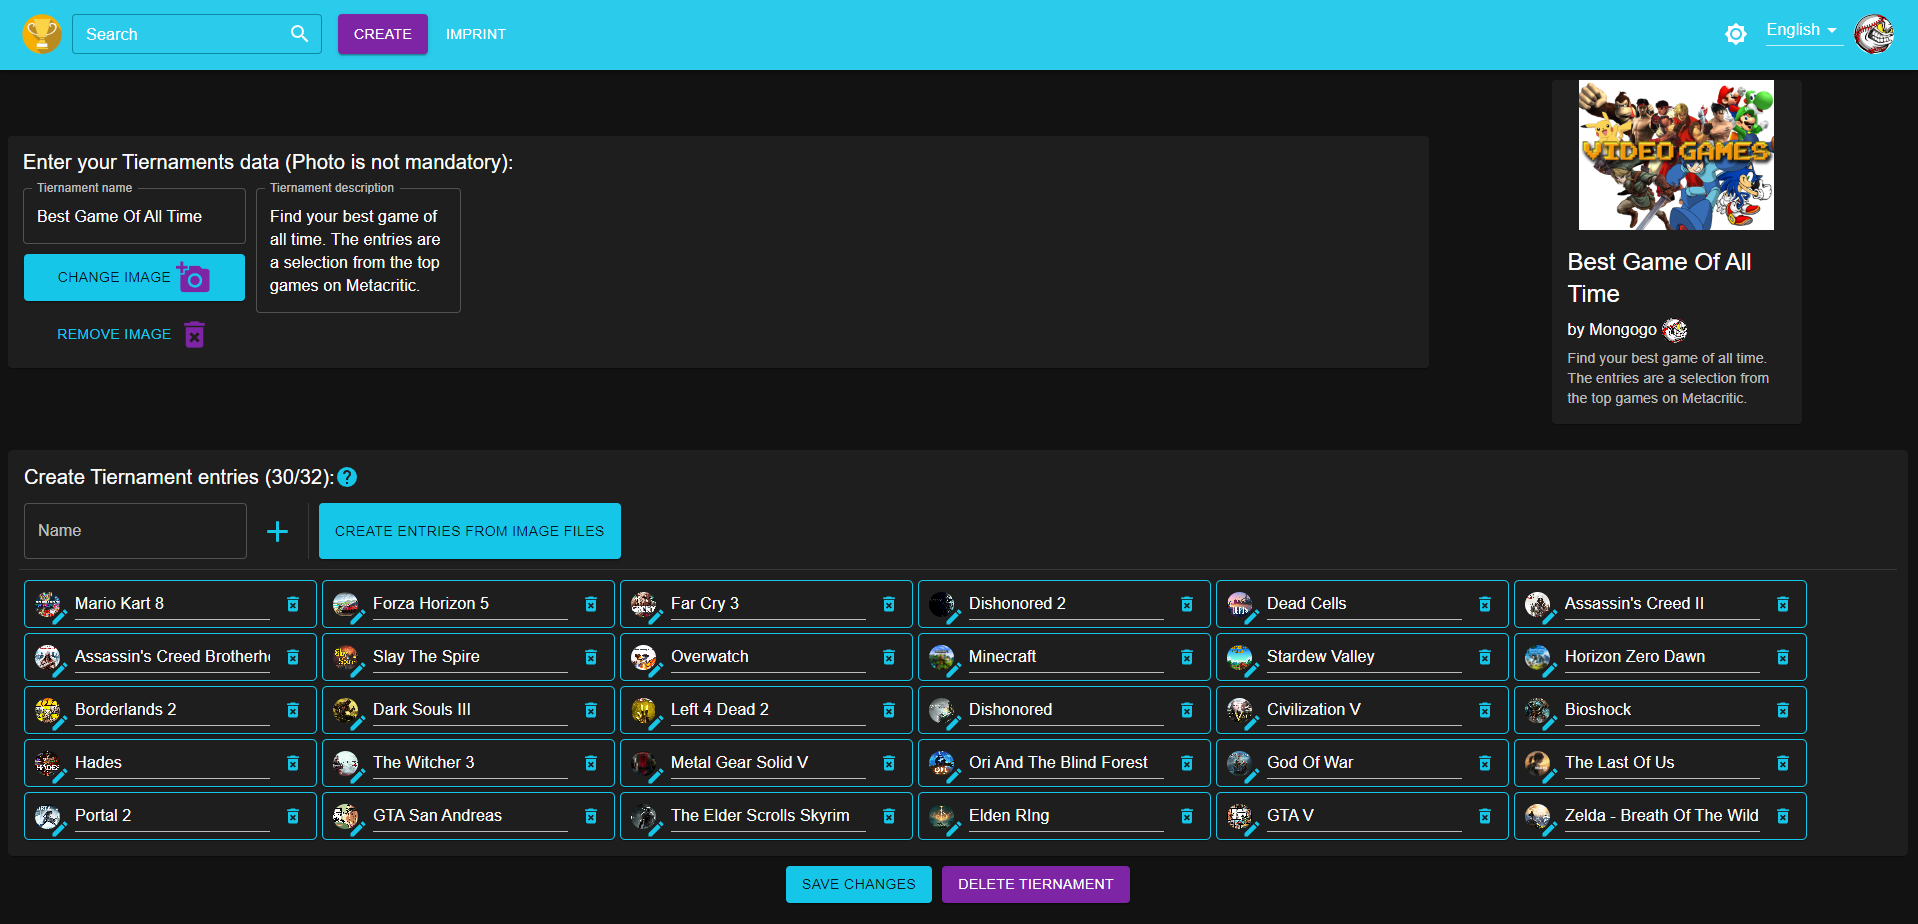 Search
CREATE
IMPRINT
English
Enter your Tiernaments data (Photo is not mandatory):
Tiernament name
Best Game Of All Time
Tiernament description
Find your best game of
all time. The entries are
a selection from the top
games on Metacritic.
CHANGE IMAGE
REMOVE IMAGE
VIDEO GAMES
Best Game Of All
Time
by Mongogo
Find your best game of all time.
The entries are a selection from
the top games on Metacritic.
Create Tiernament entries (30/32):
Name
CREATE ENTRIES FROM IMAGE FILES
Mario Kart 8
Forza Horizon 5
Far Cry 3
Dishonored 2
Dead Cells
Assassin's Creed II
Assassin's Creed Brotherh
Slay The Spire
Overwatch
Minecraft
Stardew Valley
Horizon Zero Dawn
Borderlands 2
Dark Souls III
Left 4 Dead 2
Dishonored
Civilization V
Bioshock
Hades
The Witcher 3
Metal Gear Solid V
Ori And The Blind Forest
God Of War
The Last Of Us
Portal 2
GTA San Andreas
The Elder Scrolls Skyrim
Elden RIng
GTA V
Zelda - Breath Of The Wild
SAVE CHANGES
DELETE TIERNAMENT